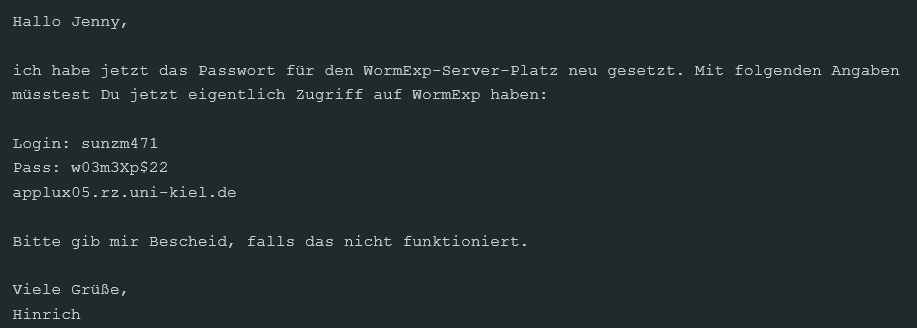 Hallo Jenny,
ich habe jetzt das Passwort für den WormExp-Server-Platz neu gesetzt. Mit folgenden Angaben
müsstest Du jetzt eigentlich Zugriff auf WormExp haben:
Login: sunzm471
Pass: w03m3Xp$22
applux05.rz.uni-kiel.de
Bitte gib mir Bescheid, falls das nicht funktioniert.
Viele Grüße,
Hinrich